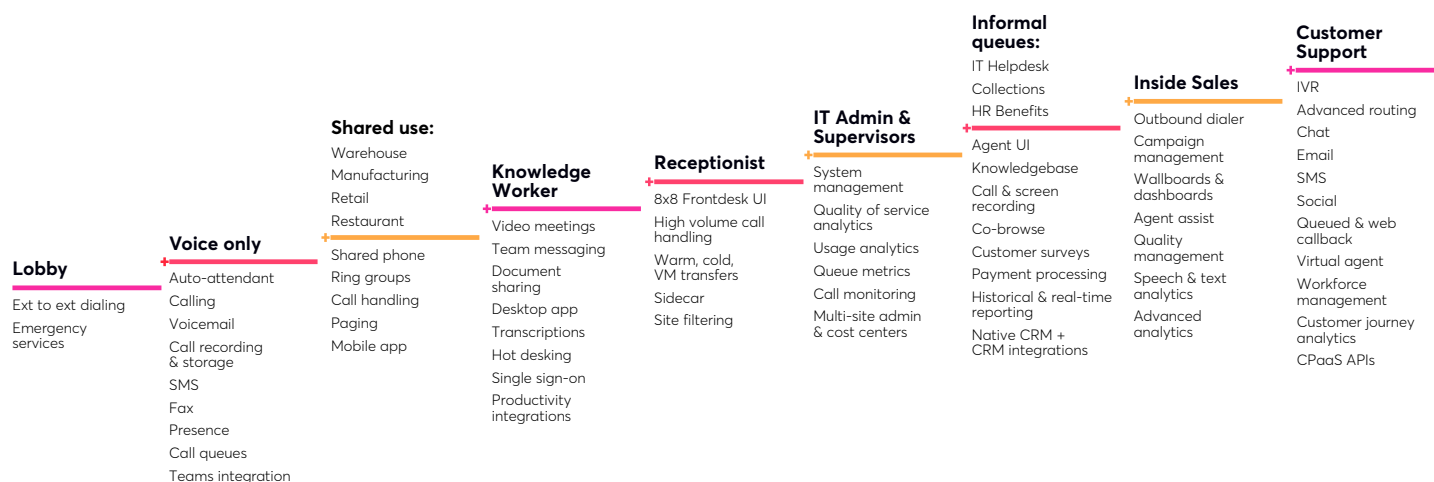 Lobby
Ext to ext dialing
Emergency
services
Voice only
Auto-attendant
Calling
Voicemail
Call recording
& storage
SMS
Fax
Presence
Call queues
Teams integration
Shared use:
Warehouse
Manufacturing
Retail
Restaurant
Shared phone
Ring groups
Call handling
Paging
Mobile app
Knowledge
Worker
Video meetings
Team messaging
Document
sharing
Desktop app
Transcriptions
Hot desking
Single sign-on
Productivity
integrations
Receptionist
8x8 Frontdesk UI
High volume call
handling
Warm, cold,
VM transfers
Sidecar
Site filtering
IT Admin &
Supervisors
System
management
Quality of service
analytics
Usage analytics
Queue metrics
Call monitoring
Multi-site admin
& cost centers
Informal
queues:
IT Helpdesk
Collections
HR Benefits
Agent UI
Knowledgebase
Call & screen
recording
Co-browse
Customer surveys
Payment processing
Historical & real-time
reporting
Native CRM +
CRM integrations
Inside Sales
Outbound dialer
Campaign
management
Wallboards &
dashboards
Agent assist
Quality
management
Speech & text
analytics
Advanced
analytics
Customer
Support
IVR
Advanced routing
Chat
Email
SMS
Social
Queued & web
callback
Virtual agent
Workforce
management
Customer journey
analytics
CPaaS APIs